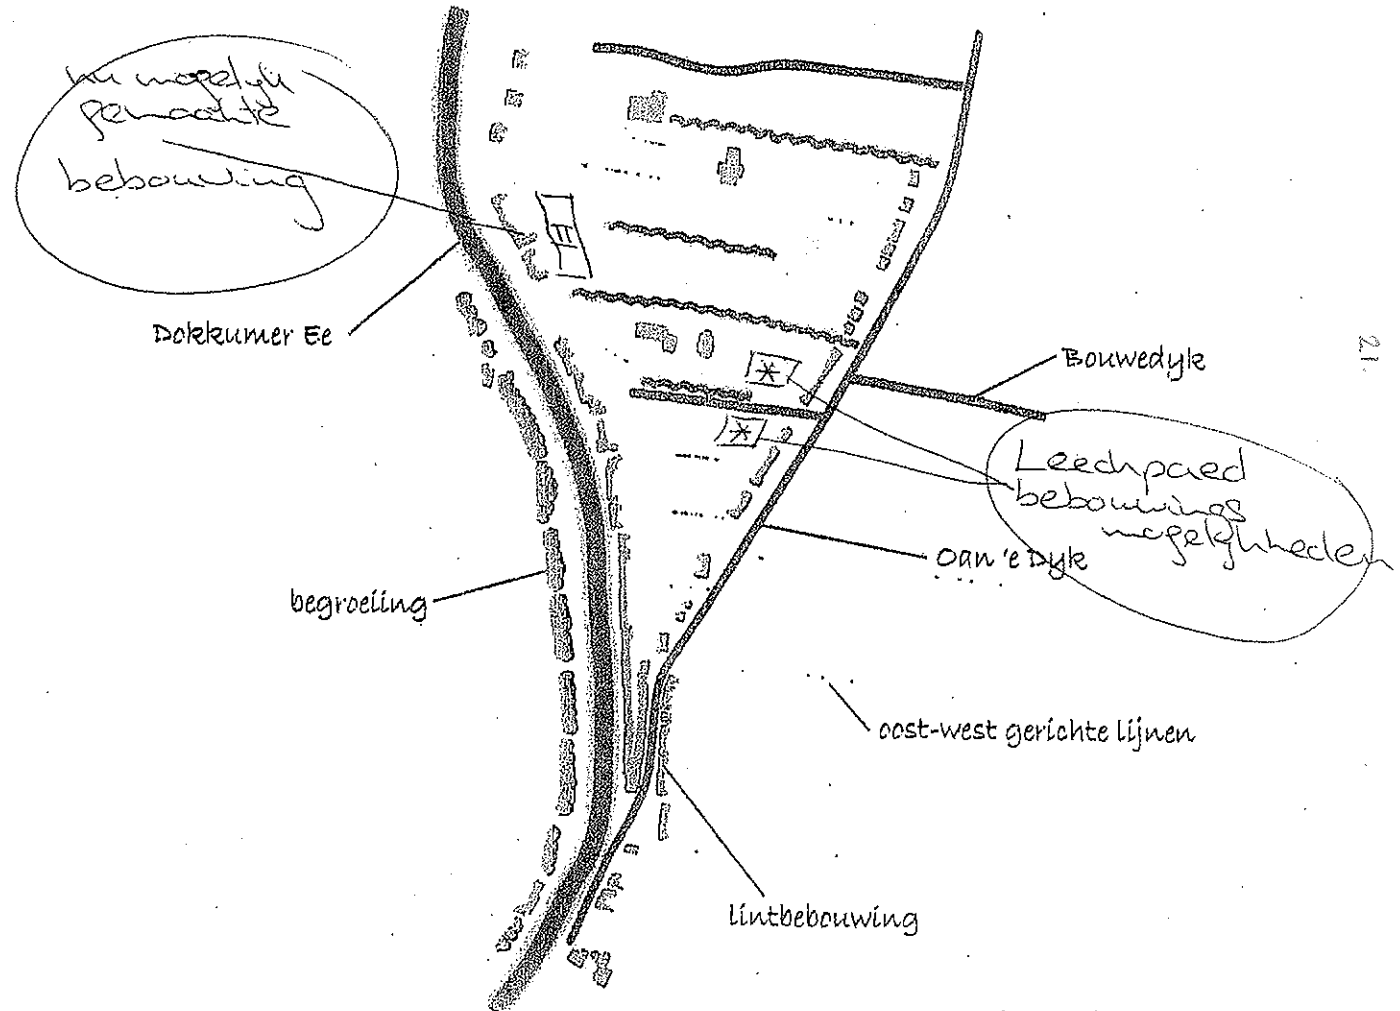 nu mogelijk
gemaakte
bebouwing
Dokkumer Ee
Bouwedyk
21.
Leechpaed
bebouwings
mogelijkheden
Oan 'e Dyk
begroeiing
oost-west gerichte lijnen
lintbebouwing